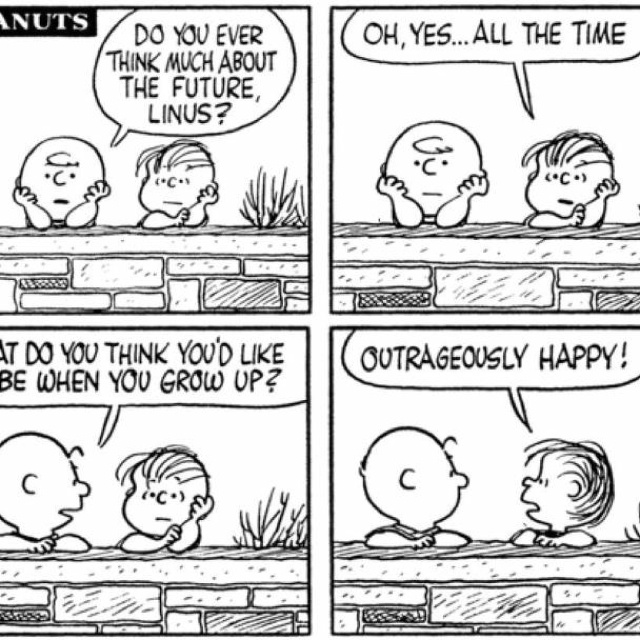 ANUTS
DO YOU EVER
THINK MUCH ABOUT
THE FUTURE,
LINUS?
OH, YES... ALL THE TIME
AT DO YOU THINK YOU'D LIKE
BE WHEN YOU GROW UP?
OUTRAGEOUSLY HAPPY!